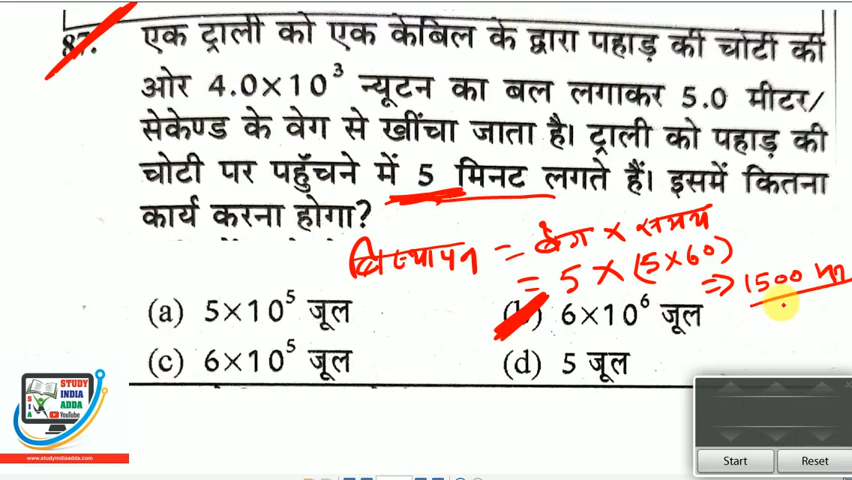 87. एक ट्राली को एक केबिल के द्वारा पहाड़ की चोटी की
ओर 4.0×10³ न्यूटन का बल लगाकर 5.0 मीटर/
सेकेण्ड के वेग से खींचा जाता है। ट्राली को पहाड़ की
चोटी पर पहुँचने में 5 मिनट लगते हैं। इसमें कितना
कार्य करना होगा?
विस्थापन = वेग × समय
= 5 × (5×60)
⇒ 1500
(a) 5×10⁵ जूल (b) 6×10⁶ जूल
(c) 6×10⁵ जूल (d) 5 जूल
SIA
STUDY
INDIA
ADDA
YouTube
www.studyindiaadda.com
Start Reset